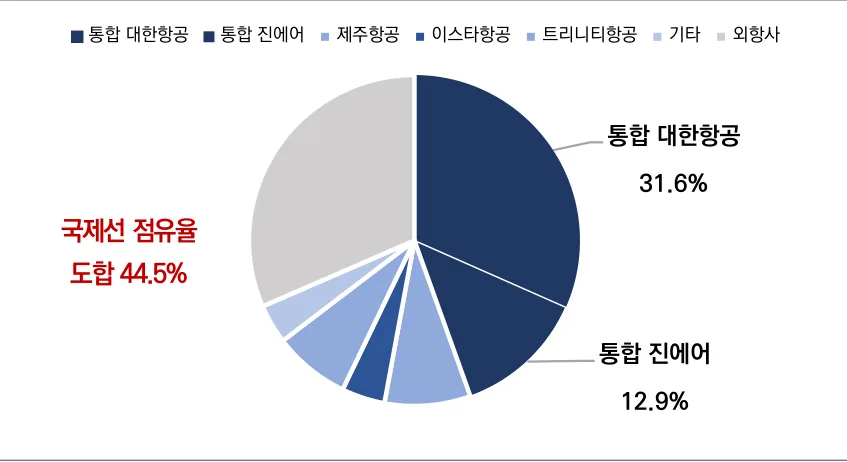 통합 대한항공 통합 진에어 제주항공 이스타항공 트리니티항공 기타 외항사
통합 대한항공
31.6%
국제선 점유율
도합 44.5%
통합 진에어
12.9%